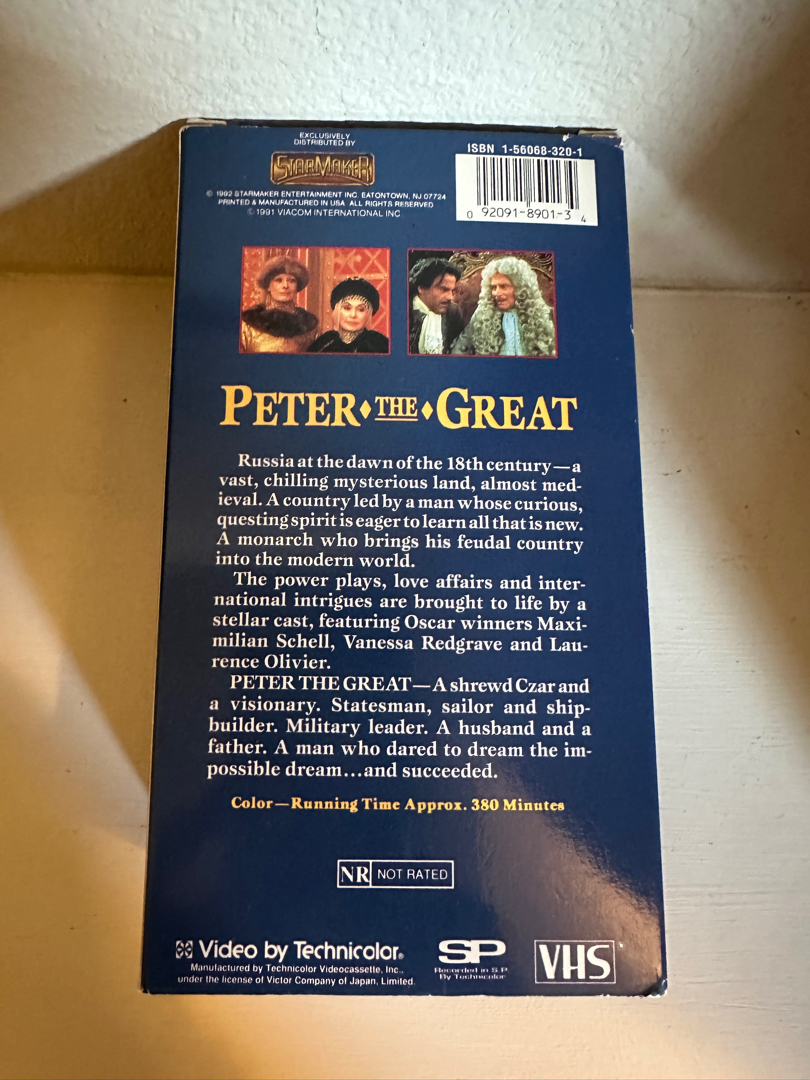 EXCLUSIVELY
DISTRIBUTED BY
STARMAKER
© 1992 STARMAKER ENTERTAINMENT INC. EATONTOWN, NJ 07724
PRINTED & MANUFACTURED IN USA ALL RIGHTS RESERVED
© 1991 VIACOM INTERNATIONAL INC
ISBN 1-56068-320-1
0 92091-8901-3 4
PETER♦THE♦GREAT
Russia at the dawn of the 18th century—a
vast, chilling mysterious land, almost med-
ieval. A country led by a man whose curious,
questing spirit is eager to learn all that is new.
A monarch who brings his feudal country
into the modern world.
The power plays, love affairs and inter-
national intrigues are brought to life by a
stellar cast, featuring Oscar winners Maxi-
milian Schell, Vanessa Redgrave and Lau-
rence Olivier.
PETER THE GREAT—A shrewd Czar and
a visionary. Statesman, sailor and ship-
builder. Military leader. A husband and a
father. A man who dared to dream the im-
possible dream...and succeeded.
Color—Running Time Approx. 380 Minutes
NR NOT RATED
Video by Technicolor®
Manufactured by Technicolor Videocassette, Inc.,
under the license of Victor Company of Japan, Limited.
SP
Recorded in S.P.
By Technicolor
VHS™